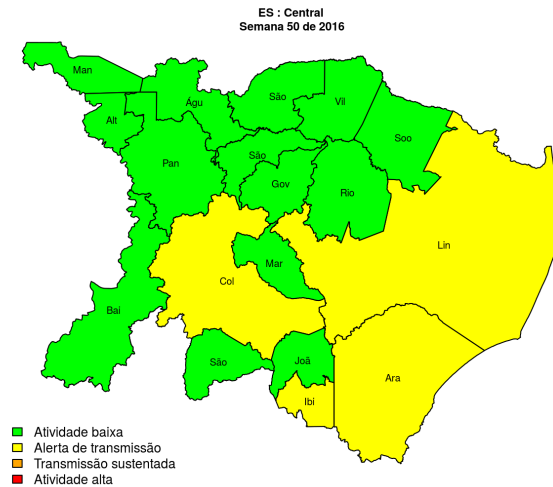 ES : Central
Semana 50 de 2016
Man
Águ
São
Vil
Alt
Soo
Pan
São
Gov
Rio
Lin
Mar
Col
Bai
São
Joã
Ara
Ibi
Atividade baixa
Alerta de transmissão
Transmissão sustentada
Atividade alta